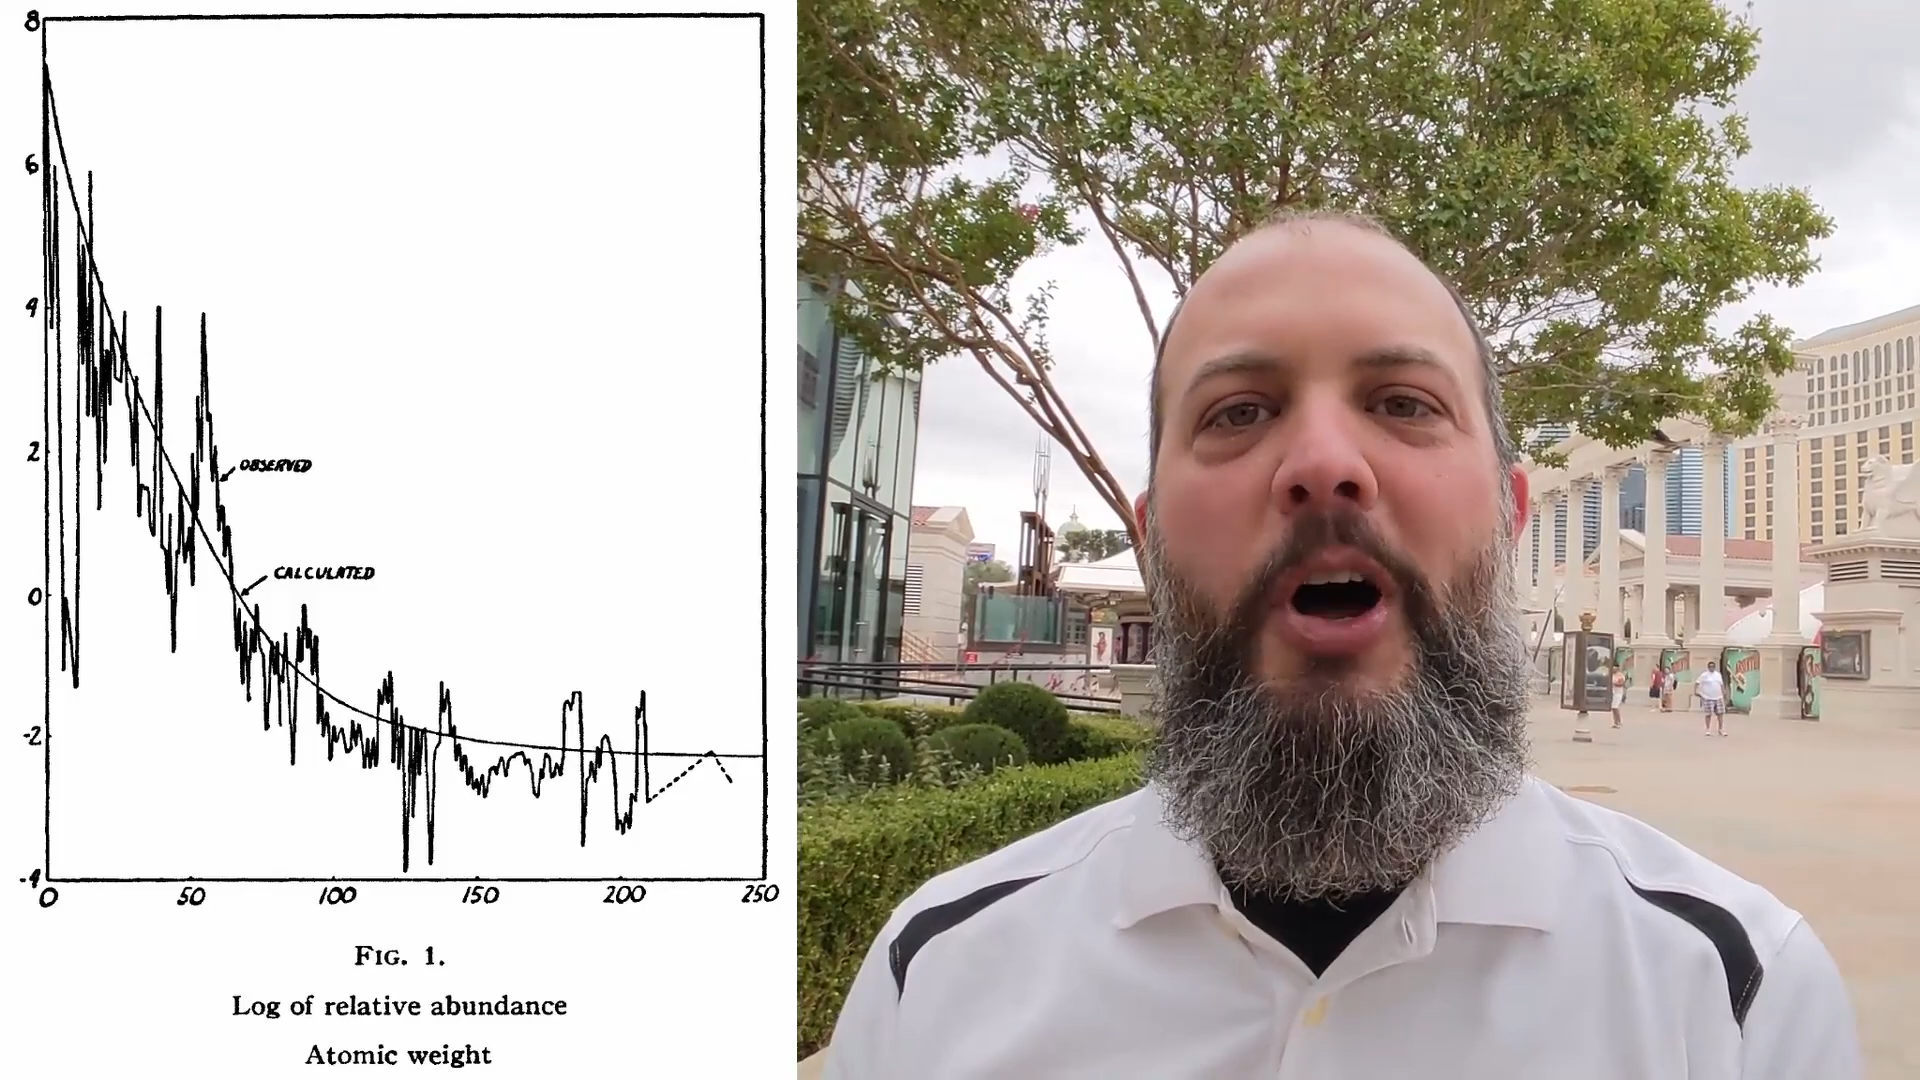 8
6
4
2
OBSERVED
CALCULATED
0
-2
-4
0 50 100 150 200 250
FIG. 1.
Log of relative abundance
Atomic weight